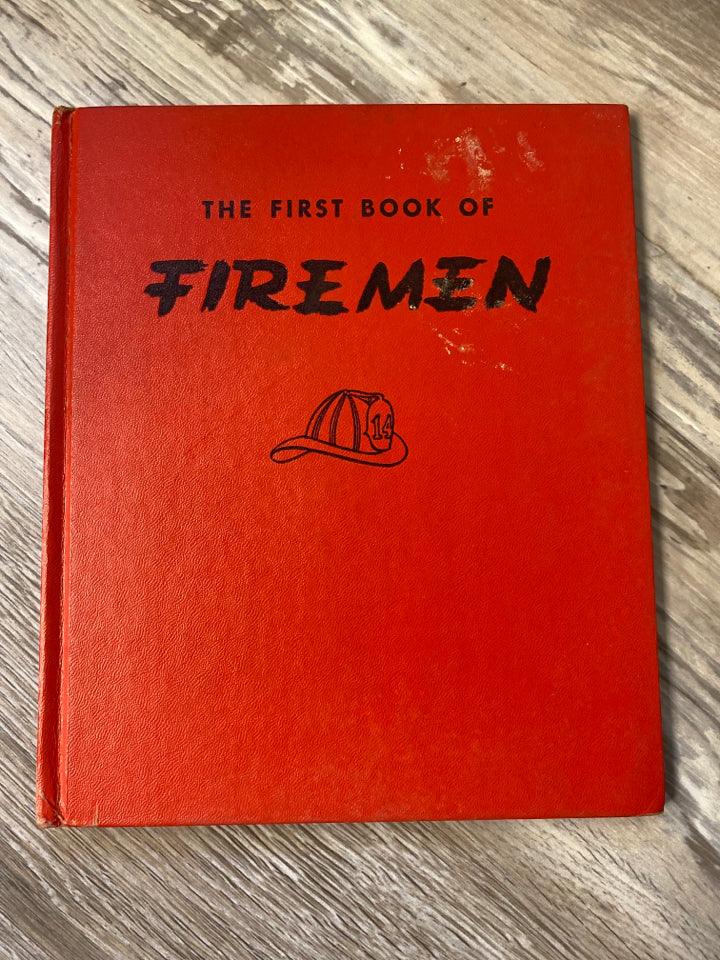 THE FIRST BOOK OF
FIREMEN
14